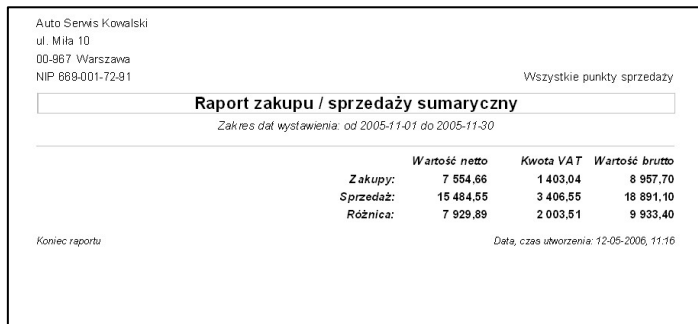 Auto Serwis Kowalski
ul. Miła 10
00-967 Warszawa
NIP 669-001-72-91
Wszystkie punkty sprzedaży
Raport zakupu / sprzedaży sumaryczny
Zakres dat wystawienia: od 2005-11-01 do 2005-11-30
Wartość netto Kwota VAT Wartość brutto
Zakupy: 7 554,66 1 403,04 8 957,70
Sprzedaż: 15 484,55 3 406,55 18 891,10
Różnica: 7 929,89 2 003,51 9 933,40
Koniec raportu Data, czas utworzenia: 12-05-2006, 11:16